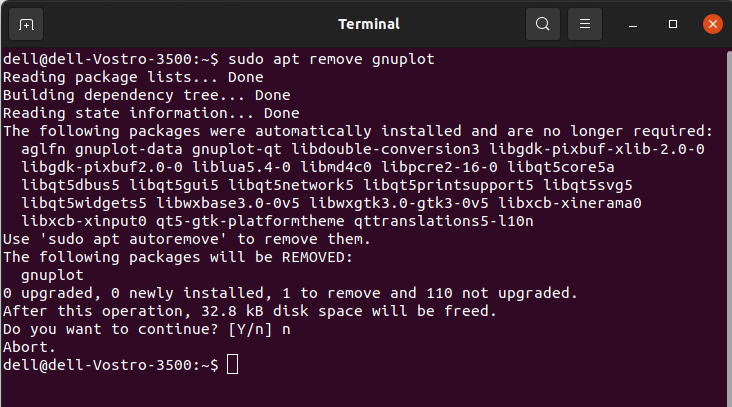 Terminal
dell@dell-Vostro-3500:~$ sudo apt remove gnuplot
Reading package lists... Done
Building dependency tree... Done
Reading state information... Done
The following packages were automatically installed and are no longer required:
  aglfn gnuplot-data gnuplot-qt libdouble-conversion3 libgdk-pixbuf-xlib-2.0-0
  libgdk-pixbuf2.0-0 liblua5.4-0 libmd4c0 libpcre2-16-0 libqt5core5a
  libqt5dbus5 libqt5gui5 libqt5network5 libqt5printsupport5 libqt5svg5
  libqt5widgets5 libwxbase3.0-0v5 libwxgtk3.0-gtk3-0v5 libxcb-xinerama0
  libxcb-xinput0 qt5-gtk-platformtheme qttranslations5-l10n
Use 'sudo apt autoremove' to remove them.
The following packages will be REMOVED:
  gnuplot
0 upgraded, 0 newly installed, 1 to remove and 110 not upgraded.
After this operation, 32.8 kB disk space will be freed.
Do you want to continue? [Y/n] n
Abort.
dell@dell-Vostro-3500:~$